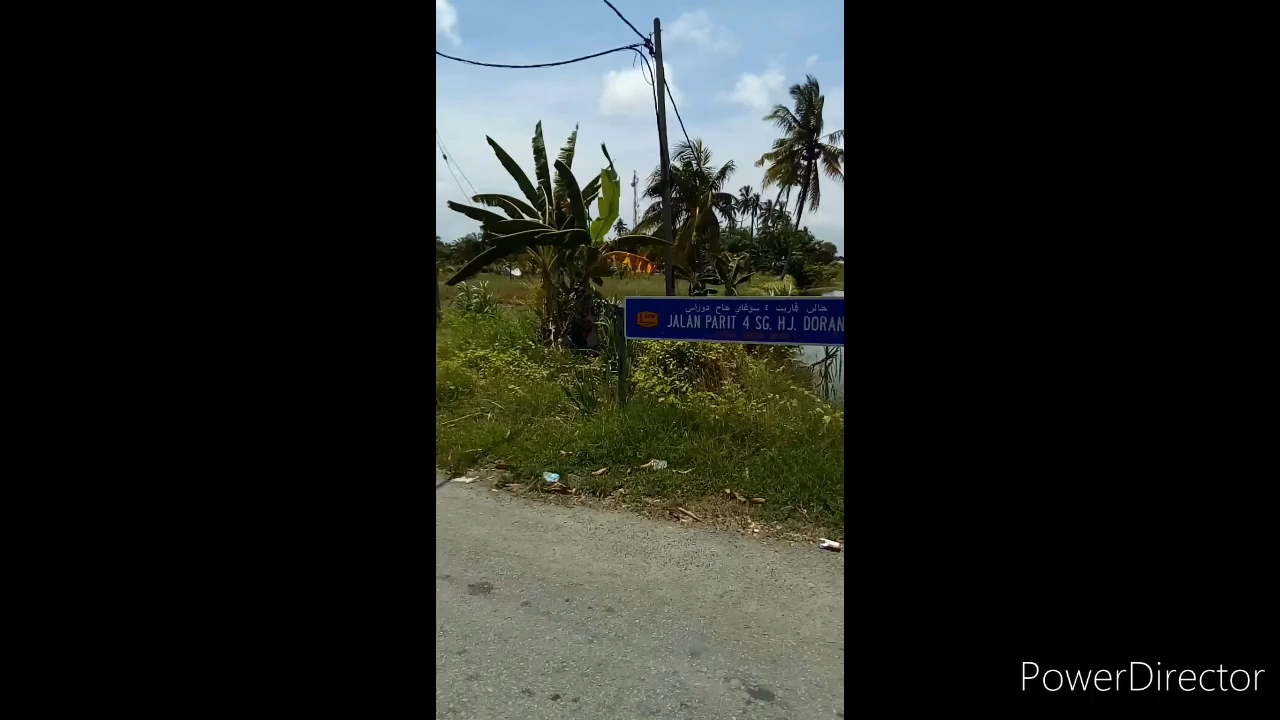 جالن ڤاريت ٤ سوڠاي حاج دوراني
JALAN PARIT 4 SG. HJ. DORAN
PowerDirector